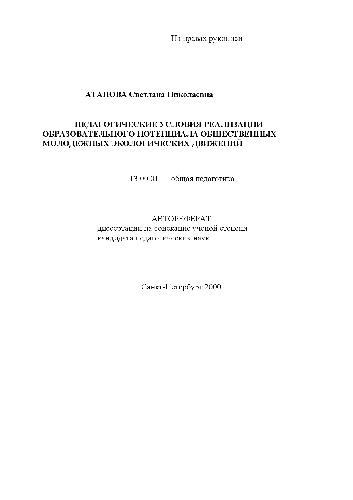 На правах рукописи
Светлана Николаевна
ПЕДАГОГИЧЕСКИЕ УСЛОВИЯ РЕАЛИЗАЦИИ
ОБРАЗОВАТЕЛЬНОГО ПОТЕНЦИАЛА ОБЩЕСТВЕННЫХ
МОЛОДЕЖНЫХ ЭКОЛОГИЧЕСКИХ ДВИЖЕНИЙ
13.00.01 общая педагогика
АВТОРЕФЕРАТ
диссертации на соискание ученой степени
кандидата педагогических наук
Санкт-Петербург 2000